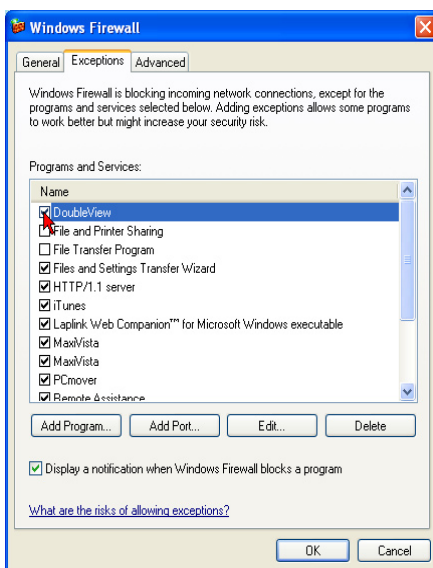 Windows Firewall
General Exceptions Advanced
Windows Firewall is blocking incoming network connections, except for the
programs and services selected below. Adding exceptions allows some programs
to work better but might increase your security risk.
Programs and Services:
Name
DoubleView
File and Printer Sharing
File Transfer Program
Files and Settings Transfer Wizard
HTTP/1.1 server
iTunes
Laplink Web Companion™ for Microsoft Windows executable
MaxiVista
MaxiVista
PCmover
Remote Assistance
Add Program... Add Port... Edit... Delete
Display a notification when Windows Firewall blocks a program
What are the risks of allowing exceptions?
OK Cancel